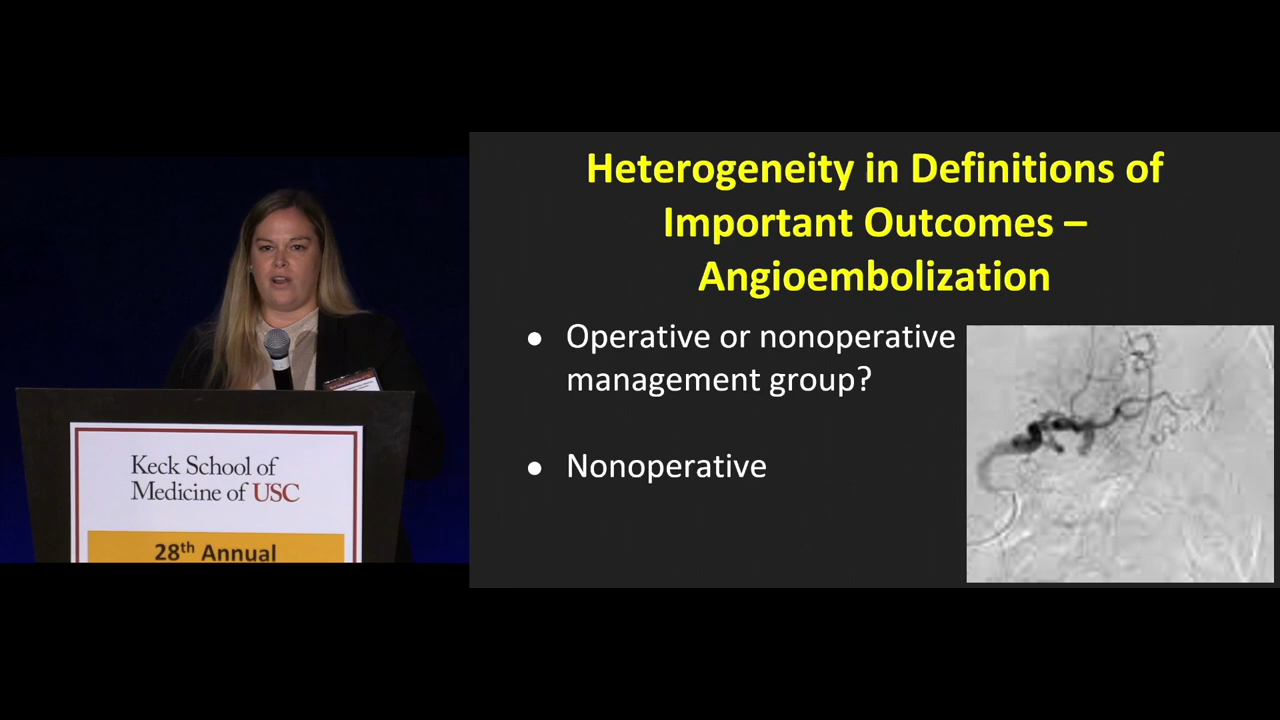 Heterogeneity in Definitions of
Important Outcomes –
Angioembolization
● Operative or nonoperative
management group?
● Nonoperative
Keck School of
Medicine of USC
28th Annual